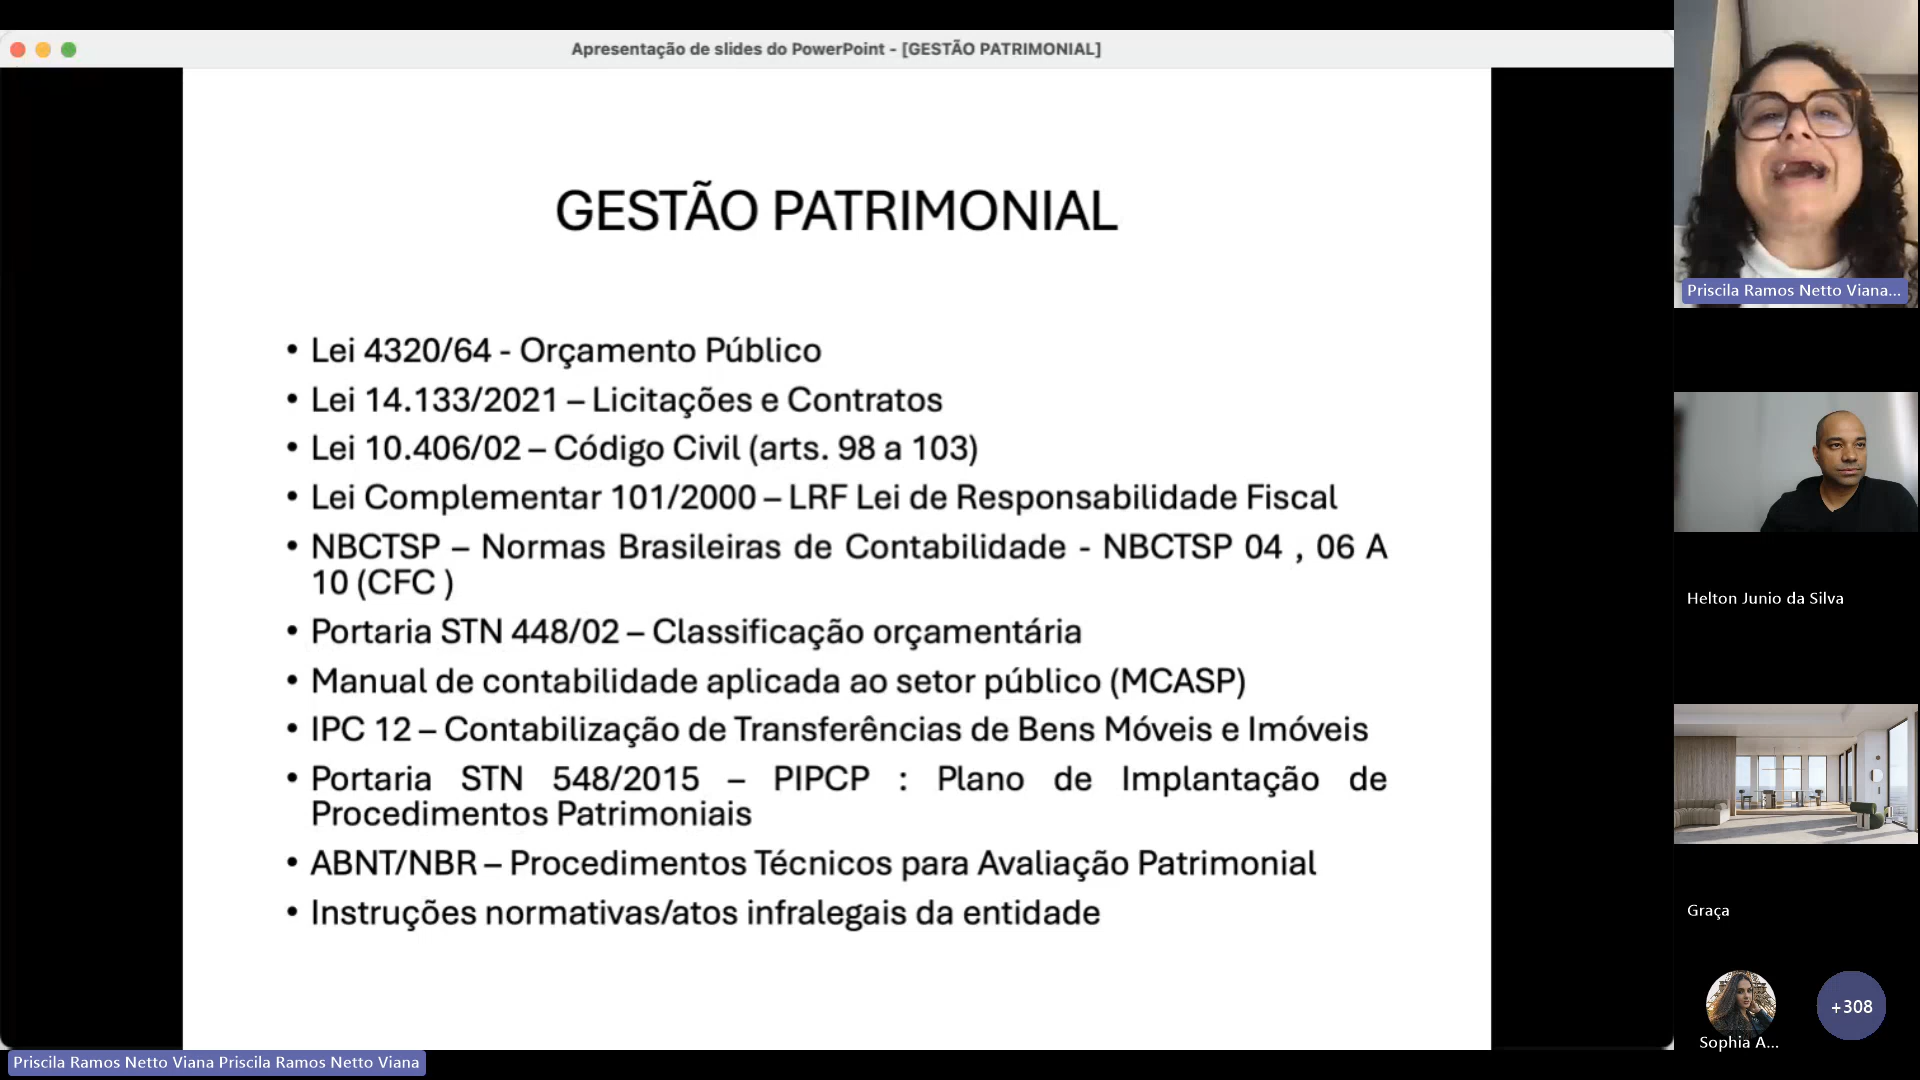 Apresentação de slides do PowerPoint - [GESTÃO PATRIMONIAL]
GESTÃO PATRIMONIAL
• Lei 4320/64 - Orçamento Público
• Lei 14.133/2021 – Licitações e Contratos
• Lei 10.406/02 – Código Civil (arts. 98 a 103)
• Lei Complementar 101/2000 – LRF Lei de Responsabilidade Fiscal
• NBCTSP – Normas Brasileiras de Contabilidade - NBCTSP 04 , 06 A
10 (CFC )
• Portaria STN 448/02 – Classificação orçamentária
• Manual de contabilidade aplicada ao setor público (MCASP)
• IPC 12 – Contabilização de Transferências de Bens Móveis e Imóveis
• Portaria STN 548/2015 – PIPCP : Plano de Implantação de
Procedimentos Patrimoniais
• ABNT/NBR – Procedimentos Técnicos para Avaliação Patrimonial
• Instruções normativas/atos infralegais da entidade
Priscila Ramos Netto Viana Priscila Ramos Netto Viana
Priscila Ramos Netto Viana...
Helton Junio da Silva
Graça
+308
Sophia A...